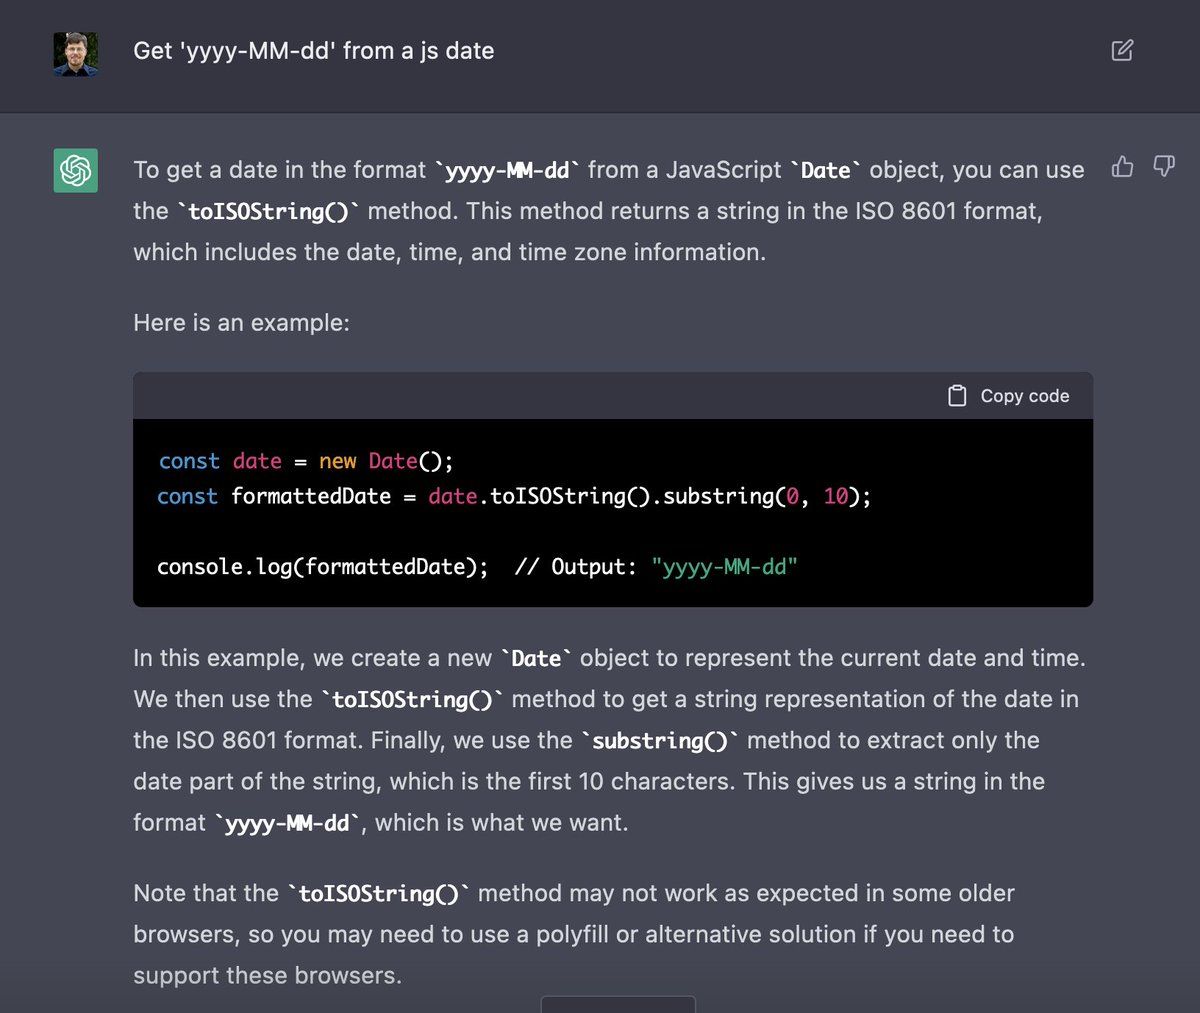 Get 'yyyy-MM-dd' from a js date
To get a date in the format `yyyy-MM-dd` from a JavaScript `Date` object, you can use
the `toISOString()` method. This method returns a string in the ISO 8601 format,
which includes the date, time, and time zone information.
Here is an example:
Copy code
const date = new Date();
const formattedDate = date.toISOString().substring(0, 10);
console.log(formattedDate);  // Output: "yyyy-MM-dd"
In this example, we create a new `Date` object to represent the current date and time.
We then use the `toISOString()` method to get a string representation of the date in
the ISO 8601 format. Finally, we use the `substring()` method to extract only the
date part of the string, which is the first 10 characters. This gives us a string in the
format `yyyy-MM-dd`, which is what we want.
Note that the `toISOString()` method may not work as expected in some older
browsers, so you may need to use a polyfill or alternative solution if you need to
support these browsers.